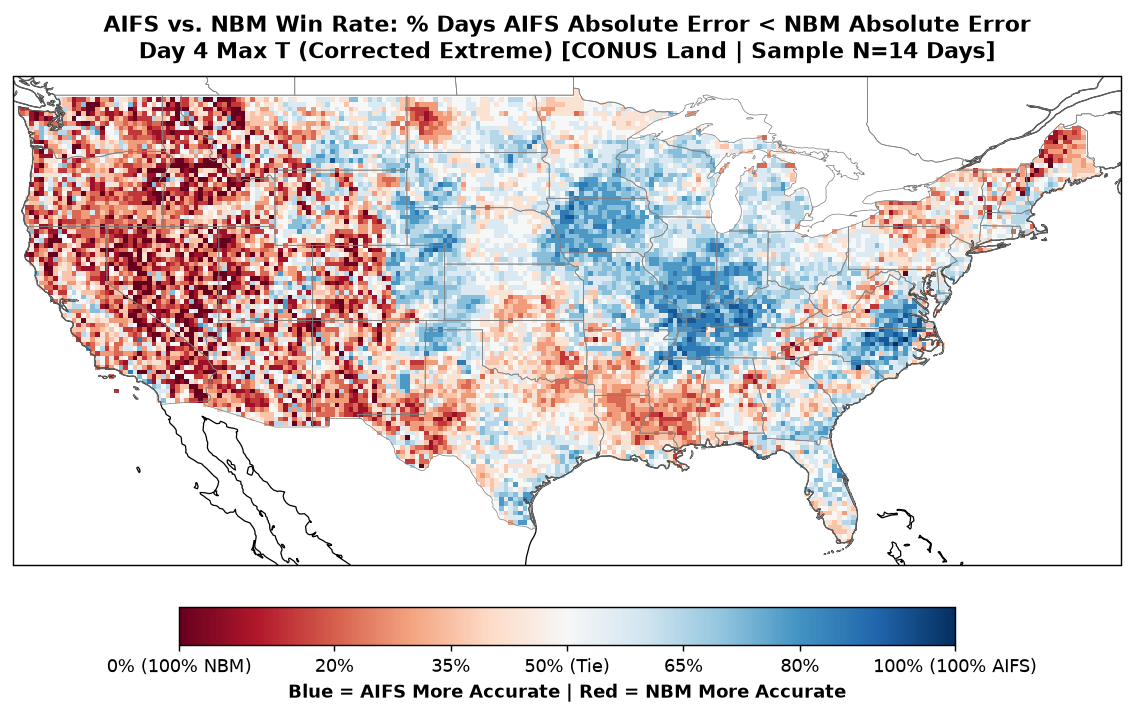 AIFS vs. NBM Win Rate: % Days AIFS Absolute Error < NBM Absolute Error
Day 4 Max T (Corrected Extreme) [CONUS Land | Sample N=14 Days]
0% (100% NBM) 20% 35% 50% (Tie) 65% 80% 100% (100% AIFS)
Blue = AIFS More Accurate | Red = NBM More Accurate